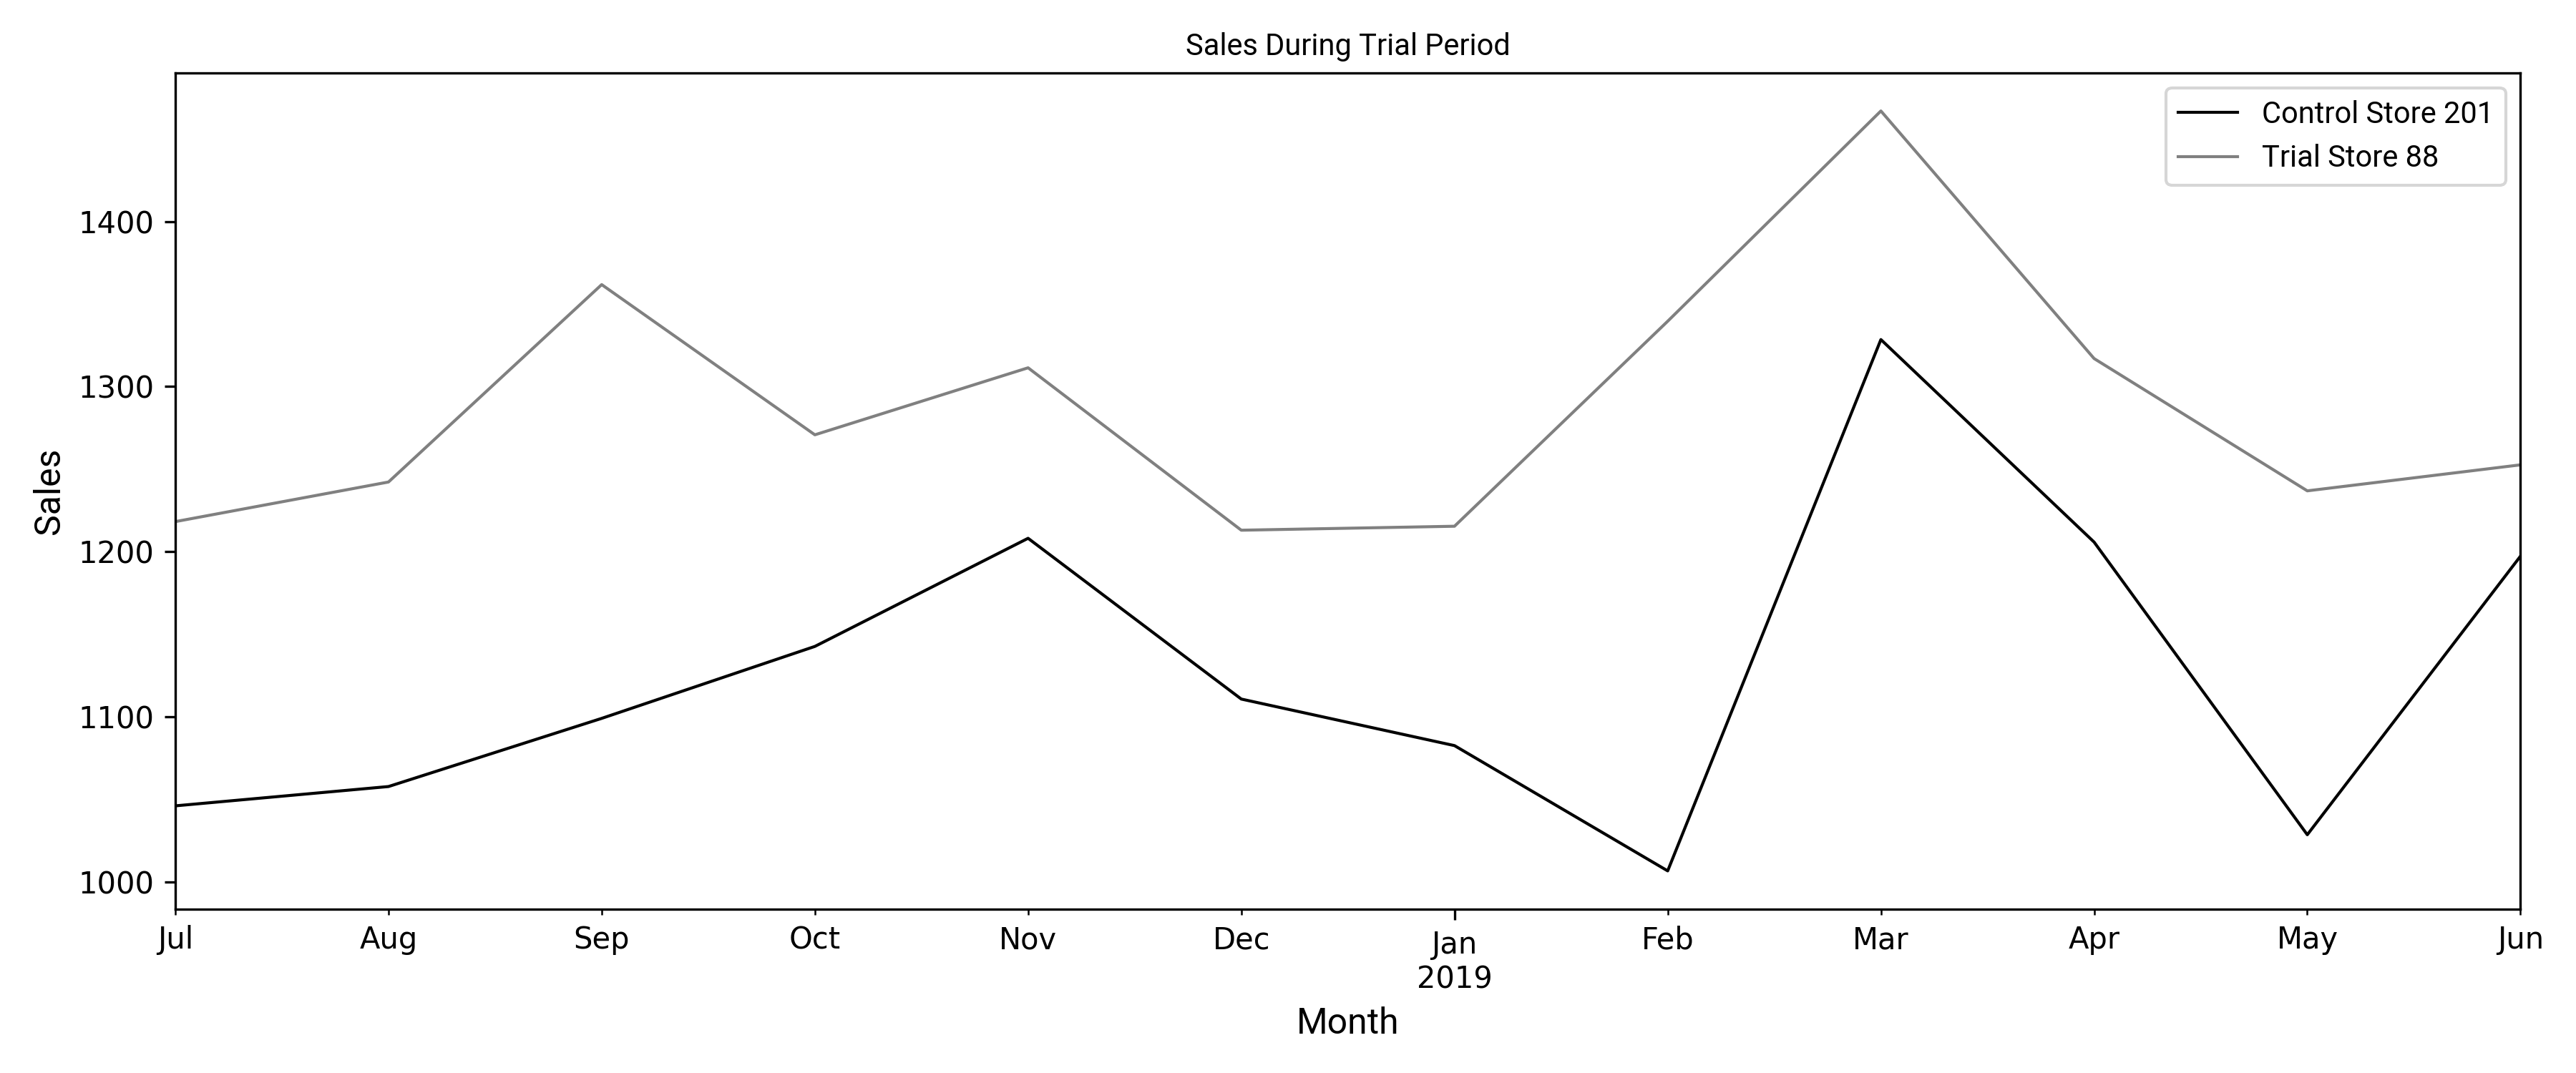 Sales During Trial Period
Control Store 201
Trial Store 88
1400
1300
1200
1100
1000
Sales
Jul Aug Sep Oct Nov Dec Jan Feb Mar Apr May Jun
2019
Month